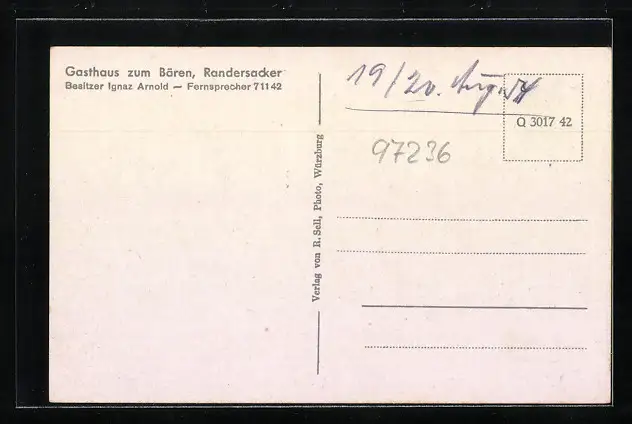 Gasthaus zum Bären, Randersacker
Besitzer Ignaz Arnold — Fernsprecher 71142
Verlag von R. Sell, Photo, Würzburg
19/20. Aug. 54
Q 3017 42
97236